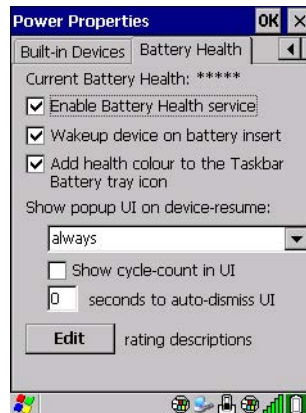 Power Properties OK ×
Built-in Devices Battery Health
Current Battery Health: *****
Enable Battery Health service
Wakeup device on battery insert
Add health colour to the Taskbar
Battery tray icon
Show popup UI on device-resume:
always
Show cycle-count in UI
0 seconds to auto-dismiss UI
Edit rating descriptions